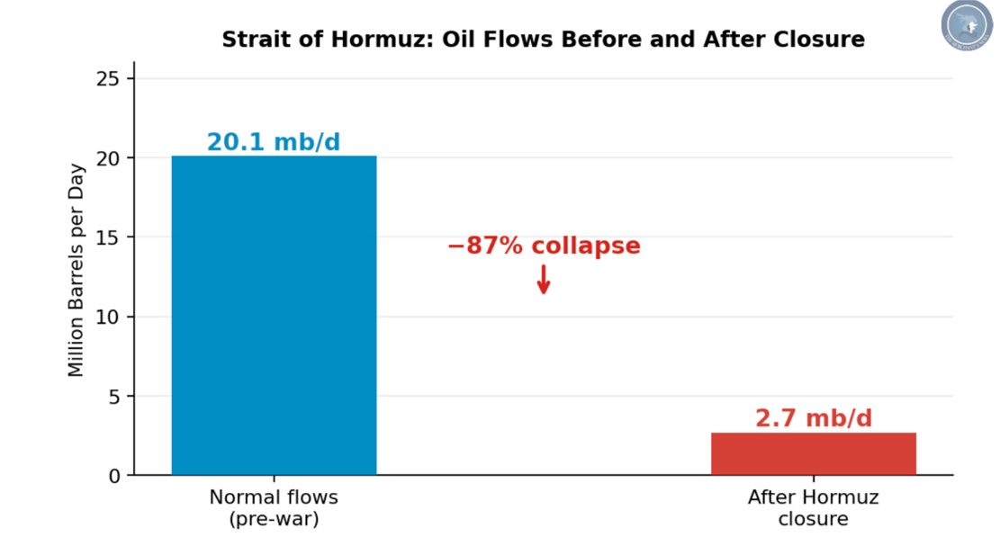 Strait of Hormuz: Oil Flows Before and After Closure
Million Barrels per Day
25
20
15
10
5
0
20.1 mb/d
−87% collapse
2.7 mb/d
Normal flows
(pre-war)
After Hormuz
closure